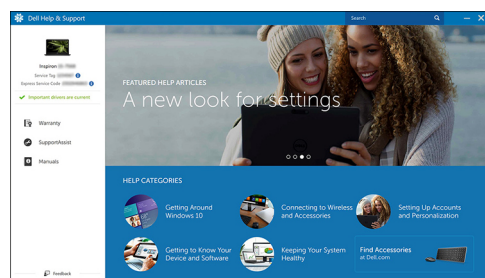 Dell Help & Support
Search
Inspiron
Service Tag
Express Service Code
Important drivers are current
Warranty
SupportAssist
Manuals
Feedback
FEATURED HELP ARTICLES
A new look for settings
HELP CATEGORIES
Getting Around
Windows 10
Connecting to Wireless
and Accessories
Setting Up Accounts
and Personalization
Getting to Know Your
Device and Software
Keeping Your System
Healthy
Find Accessories
at Dell.com